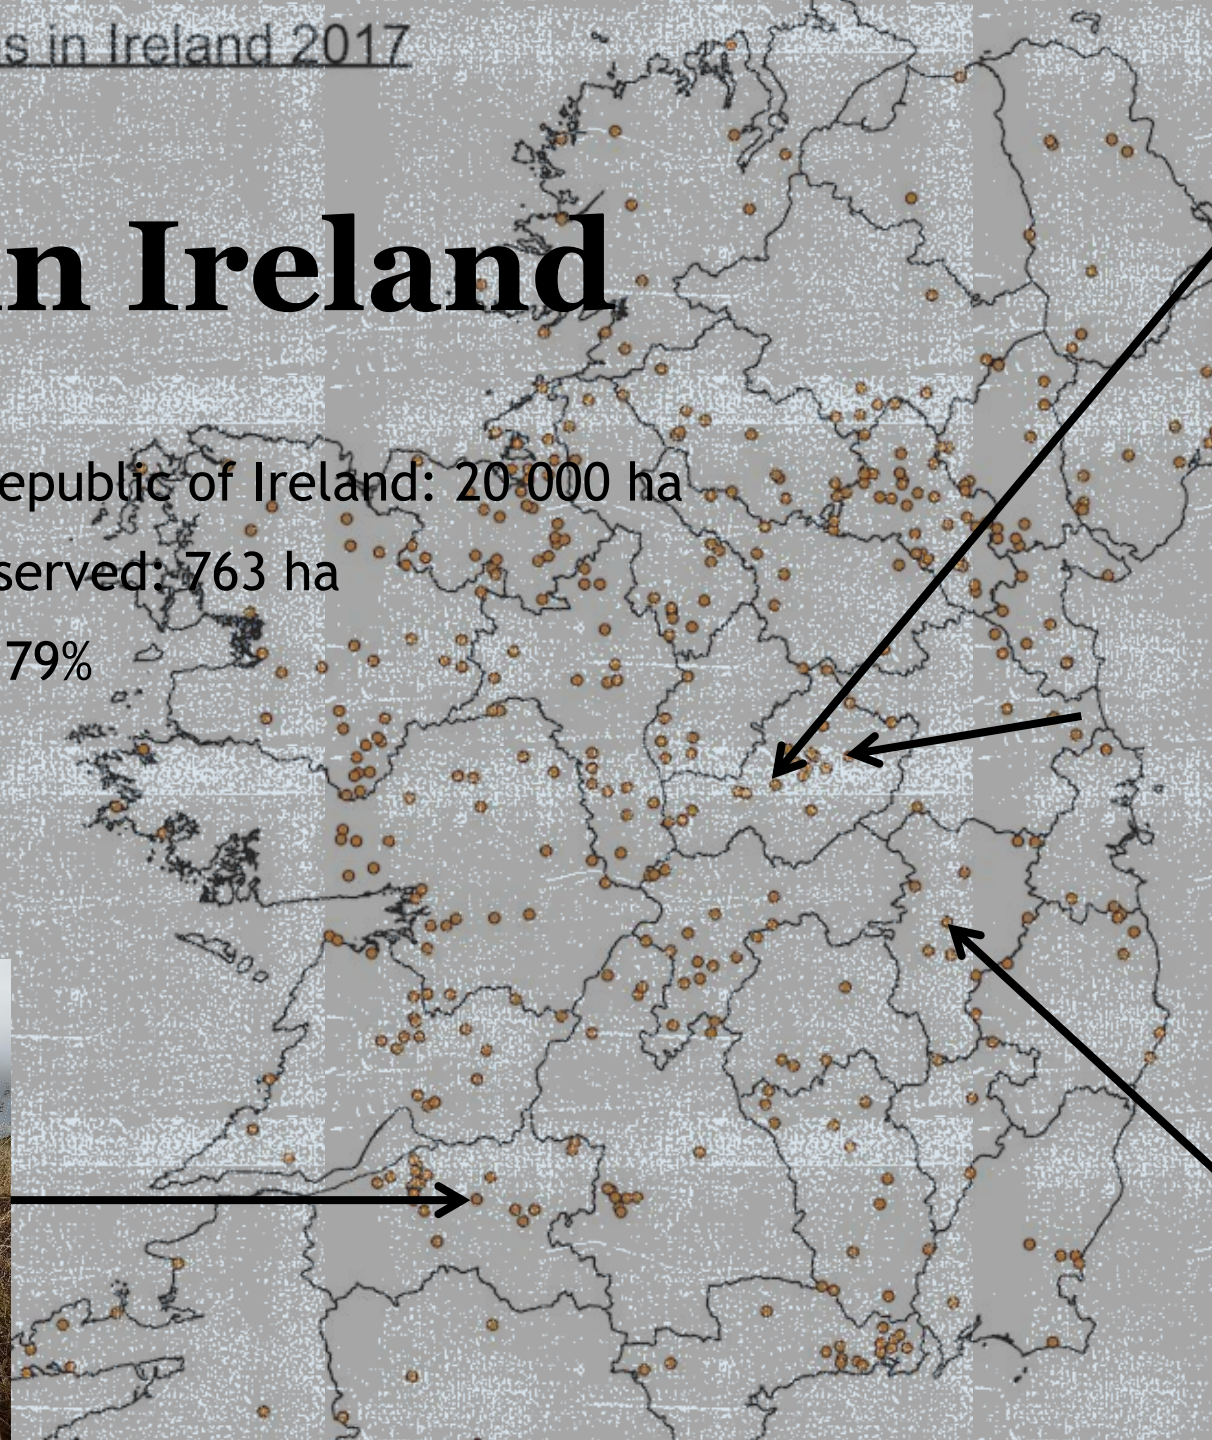 s in Ireland 2017
n Ireland
epublic of Ireland: 20 000 ha
served: 763 ha
79%